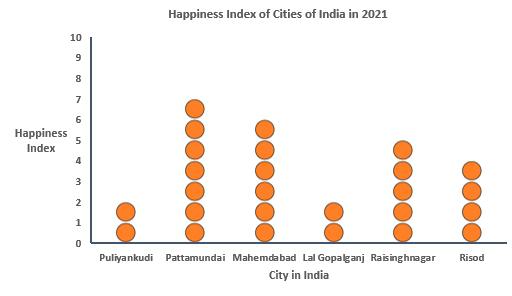 Happiness Index of Cities of India in 2021
10
9
8
7
6
5
4
3
2
1
0
Happiness
Index
Puliyankudi Pattamundai Mahemdabad Lal Gopalganj Raisinghnagar Risod
City in India